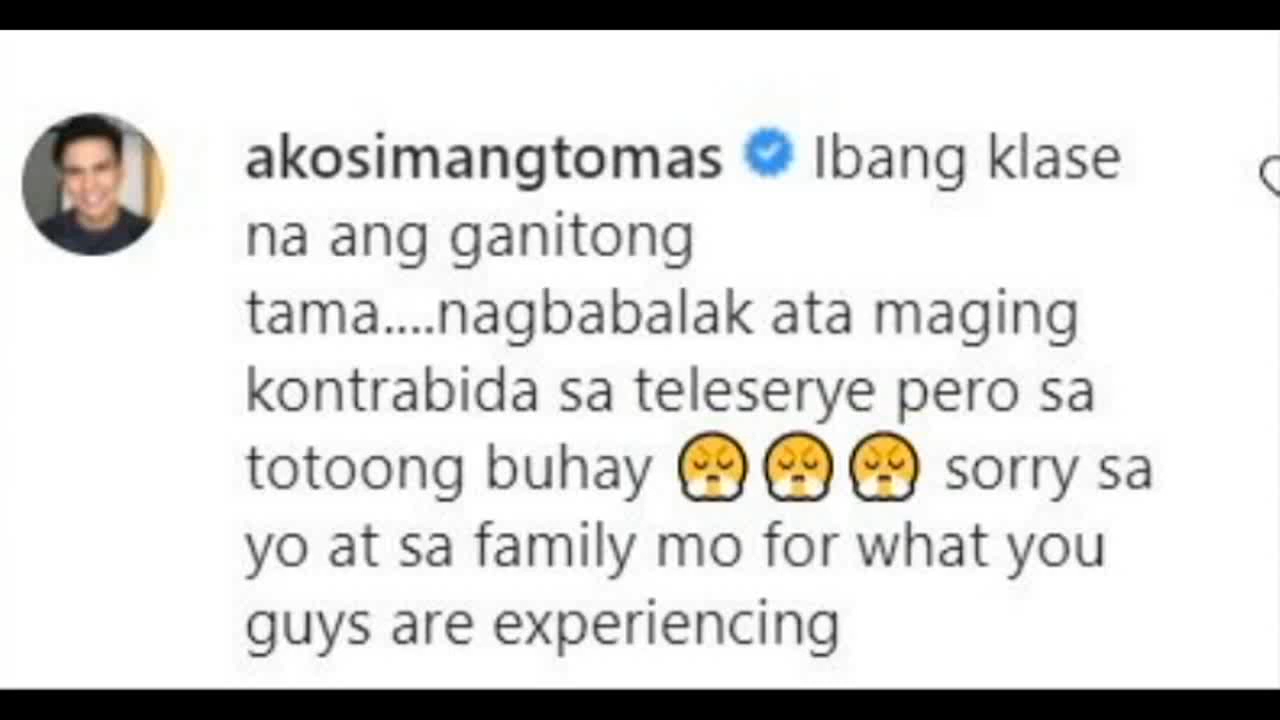 akosimangtomas Ibang klase
na ang ganitong
tama....nagbabalak ata maging
kontrabida sa teleserye pero sa
totoong buhay 😤😤😤 sorry sa
yo at sa family mo for what you
guys are experiencing